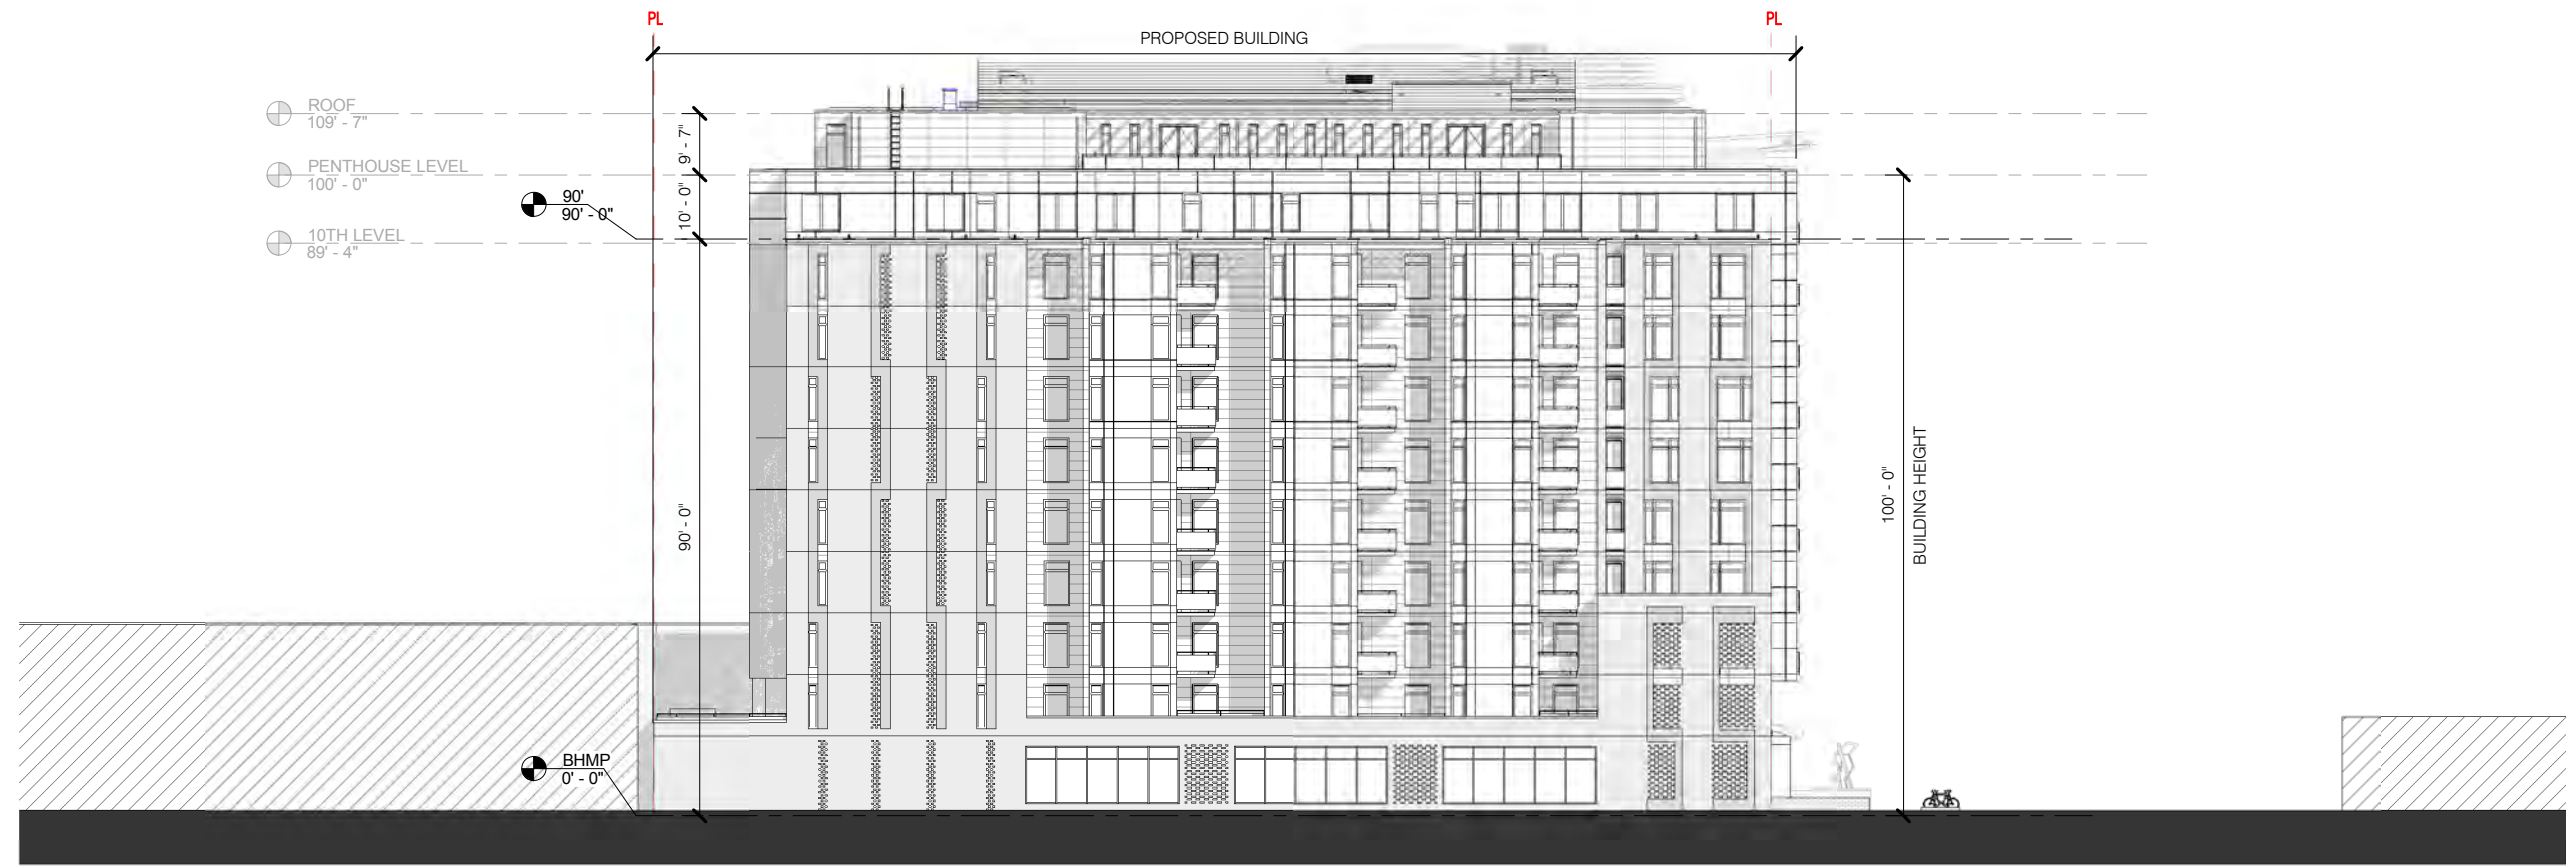 PL
PL
PROPOSED BUILDING
ROOF
109' - 7"
9' - 7"
PENTHOUSE LEVEL
100' - 0"
90'
90' - 0"
10' - 0"
10TH LEVEL
89' - 4"
90' - 0"
100' - 0"
BUILDING HEIGHT
BHMP
0' - 0"